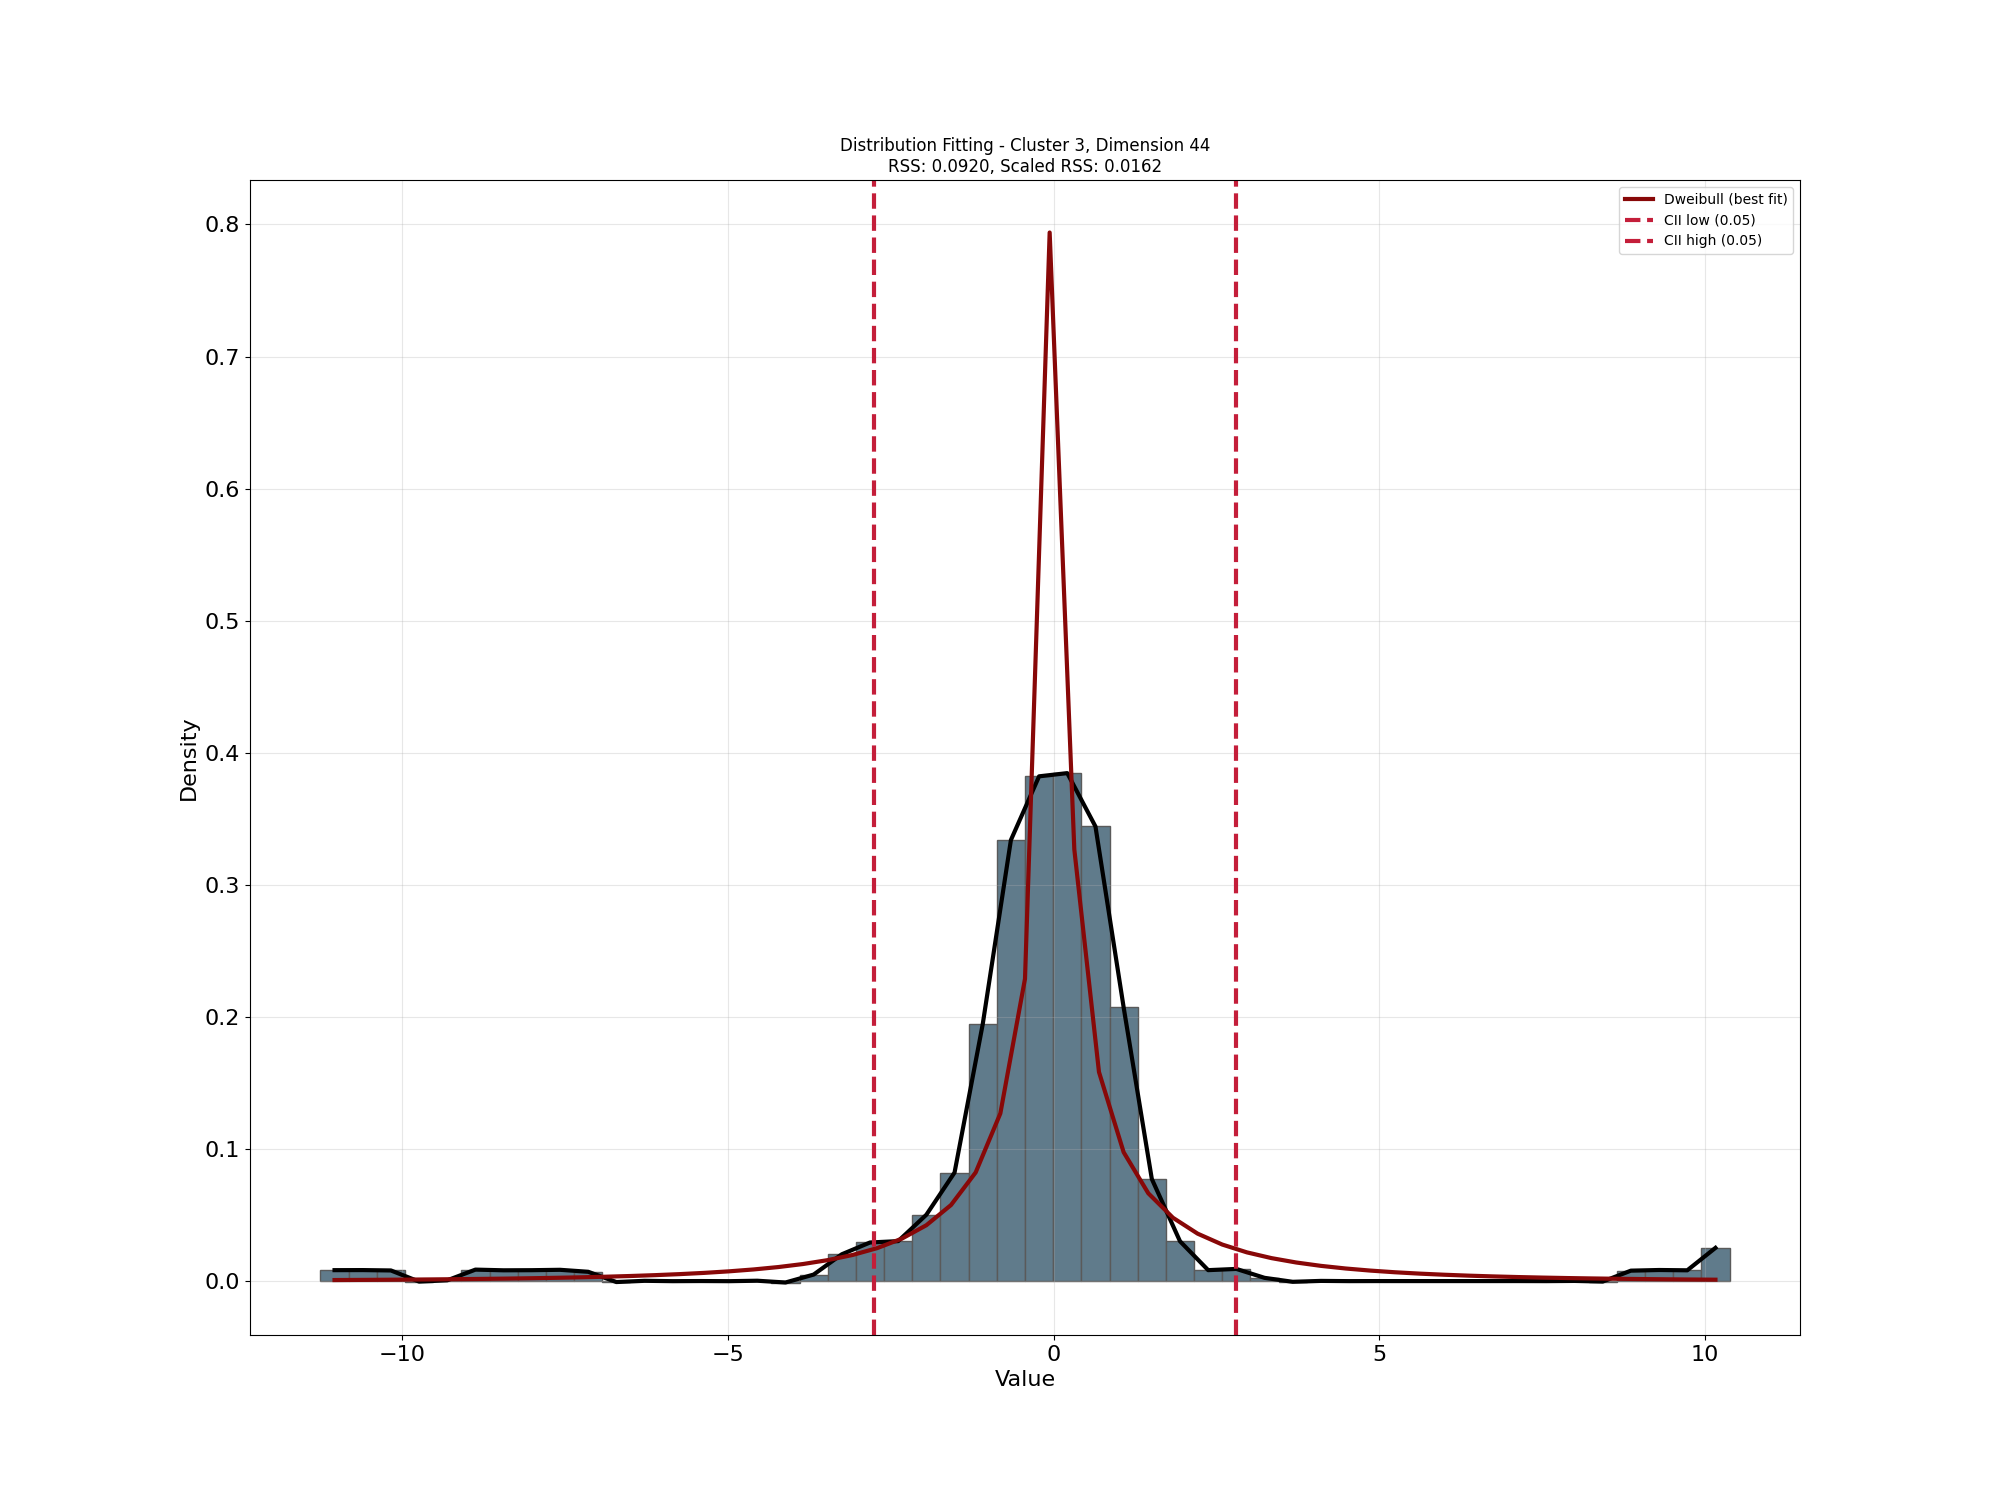 Distribution Fitting - Cluster 3, Dimension 44
RSS: 0.0920, Scaled RSS: 0.0162
Dweibull (best fit)
CII low (0.05)
CII high (0.05)
0.8
0.7
0.6
0.5
0.4
0.3
0.2
0.1
0.0
Density
−10
−5
0
5
10
Value